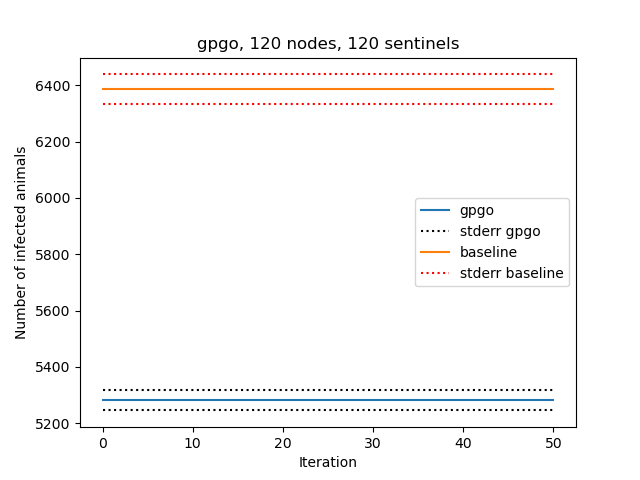 gpgo, 120 nodes, 120 sentinels
Number of infected animals
6400
6200
6000
5800
5600
5400
5200
gpgo
stderr gpgo
baseline
stderr baseline
0 10 20 30 40 50
Iteration